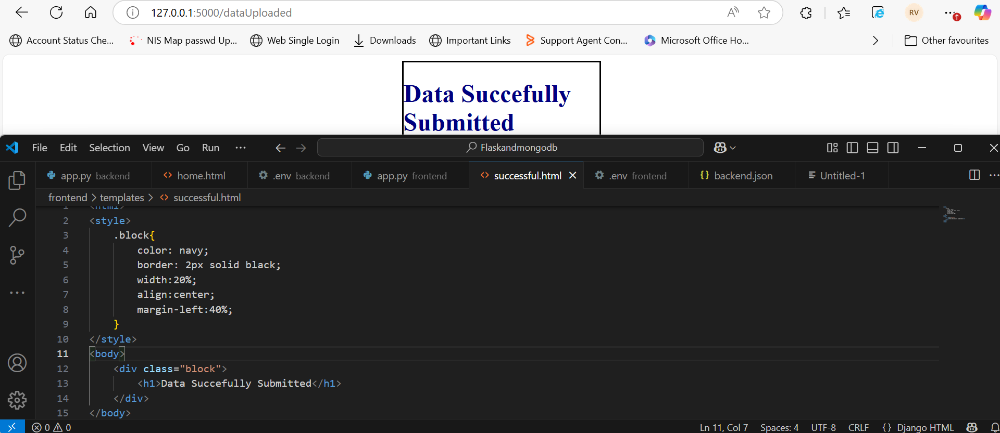 127.0.0.1:5000/dataUploaded
RV
Account Status Che... NIS Map passwd Up... Web Single Login Downloads Important Links Support Agent Con... Microsoft Office Ho... Other favourites
Data Succefully
Submitted
File Edit Selection View Go Run ... Flaskandmongodb
app.py backend home.html .env backend app.py frontend successful.html .env frontend backend.json Untitled-1
frontend > templates > successful.html
1 <html>
2 <style>
3 .block{
4 color: navy;
5 border: 2px solid black;
6 width:20%;
7 align:center;
8 margin-left:40%;
9 }
10 </style>
11 <body>
12 <div class="block">
13 <h1>Data Succefully Submitted</h1>
14 </div>
15 </body>
0 0 Ln 11, Col 7 Spaces: 4 UTF-8 CRLF {} Django HTML